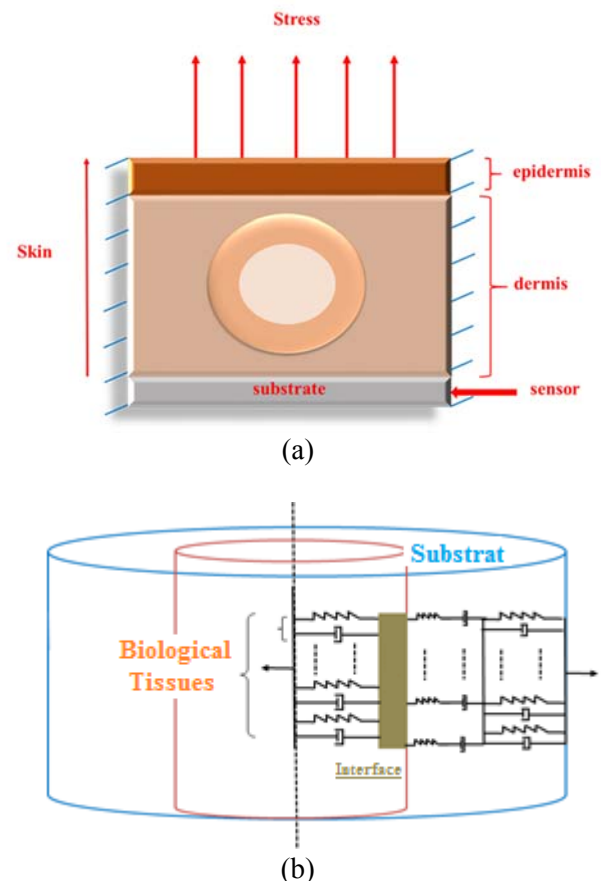 Stress
epidermis
Skin
dermis
substrate
sensor
(a)
Substrat
Biological
Tissues
Interface
(b)